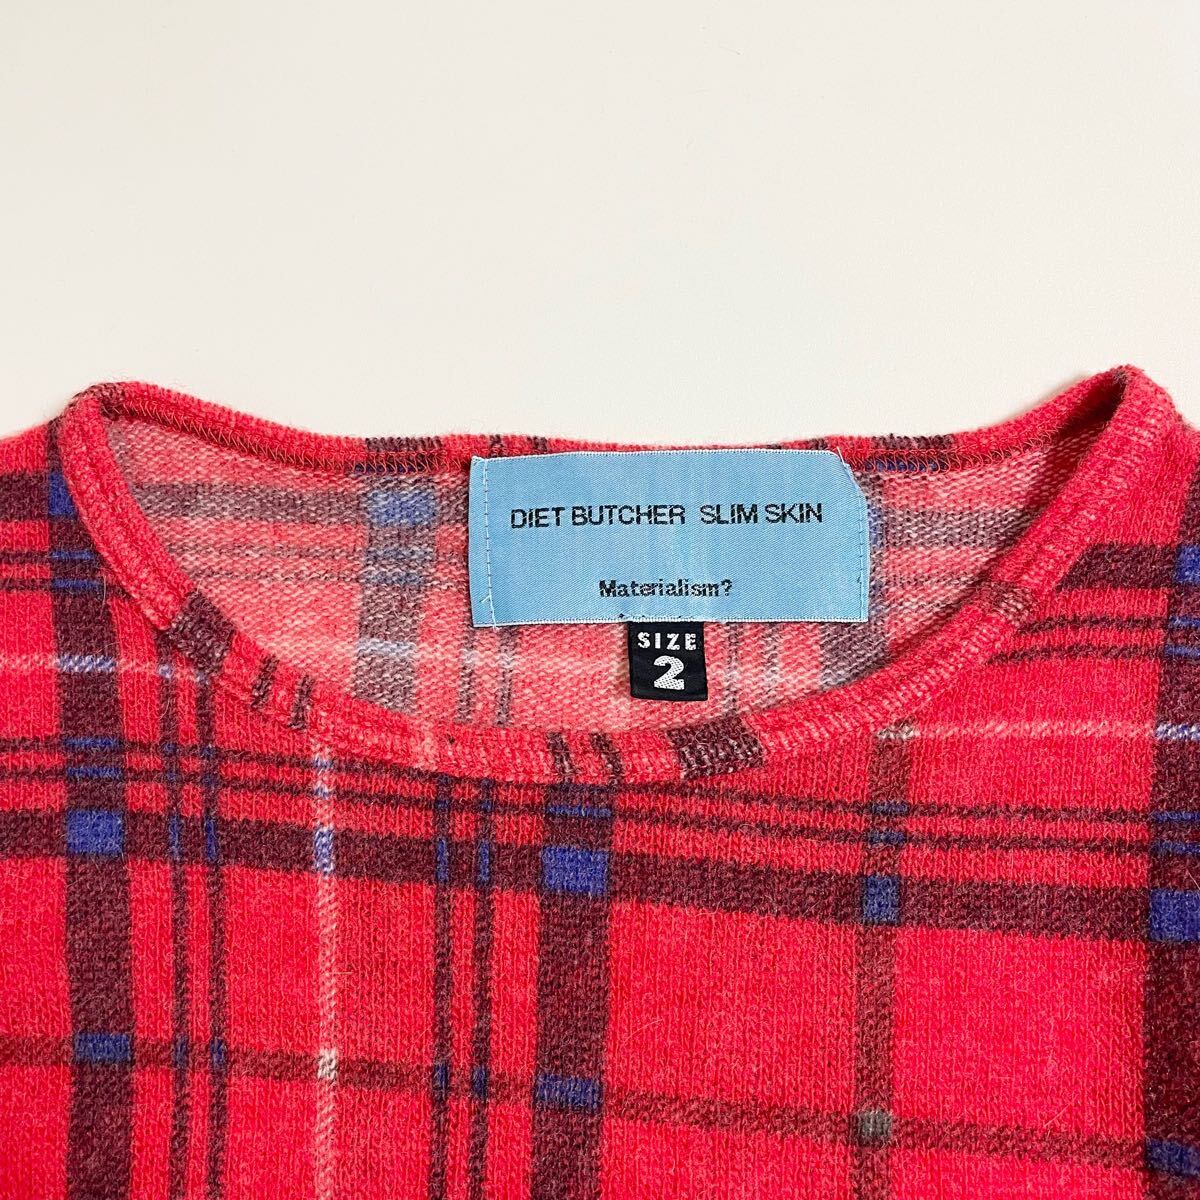 DIET BUTCHER SLIM SKIN
Materialism?
SIZE
2